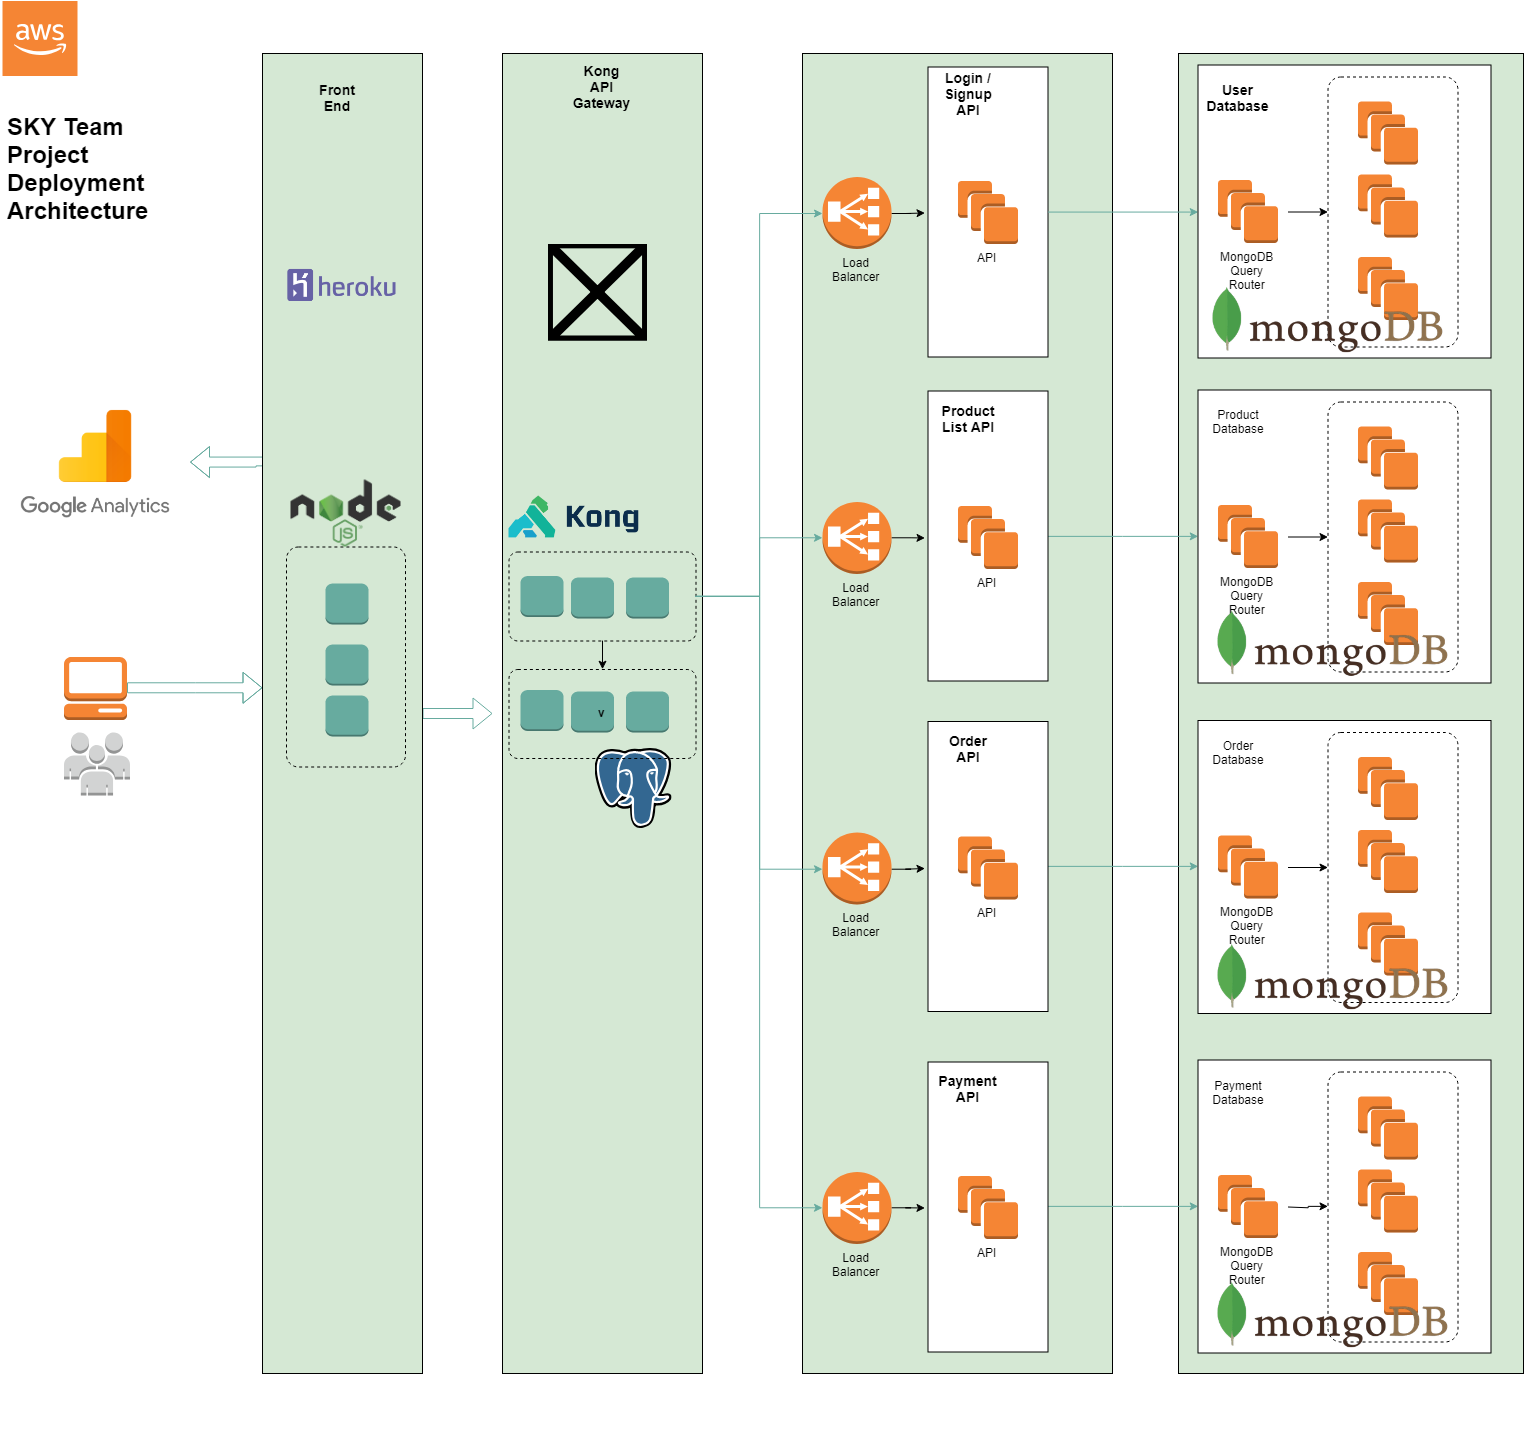 aws
SKY Team
Project
Deployment
Architecture
Google Analytics
Front
End
heroku
node
JS
Kong
API
Gateway
Kong
v
Load
Balancer
Login /
Signup
API
API
User
Database
MongoDB
Query
Router
mongoDB
Load
Balancer
Product
List API
API
Product
Database
MongoDB
Query
Router
mongoDB
Load
Balancer
Order
API
API
Order
Database
MongoDB
Query
Router
mongoDB
Load
Balancer
Payment
API
API
Payment
Database
MongoDB
Query
Router
mongoDB